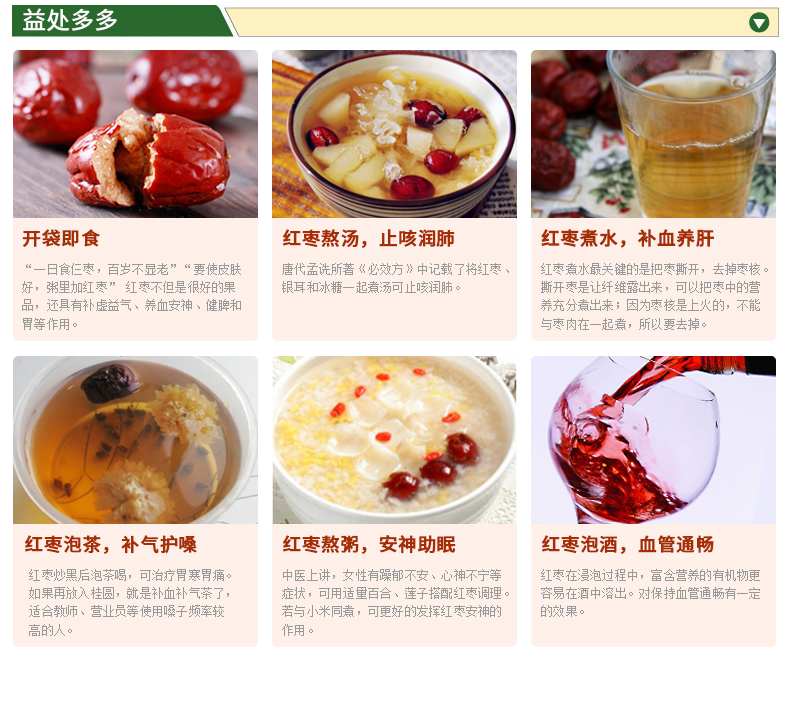 益处多多
开袋即食
“一日食仨枣，百岁不显老”“要使皮肤
好，粥里加红枣” 红枣不但是很好的果
品，还具有补虚益气、养血安神、健脾和
胃等作用。
红枣熬汤，止咳润肺
唐代孟诜所著《必效方》中记载了将红枣、
银耳和冰糖一起煮汤可止咳润肺。
红枣煮水，补血养肝
红枣煮水最关键的是把枣撕开，去掉枣核。
撕开枣是让纤维露出来，可以把枣中的营
养充分煮出来；因为枣核是上火的，不能
与枣肉在一起煮，所以要去掉。
红枣泡茶，补气护嗓
红枣炒黑后泡茶喝，可治疗胃寒胃痛。
如果再放入桂圆，就是补血补气茶了，
适合教师、营业员等使用嗓子频率较
高的人。
红枣熬粥，安神助眠
中医上讲，女性有躁郁不安、心神不宁等
症状，可用适里百合、莲子搭配红枣调理。
若与小米同煮，可更好的发挥红枣安神的
作用。
红枣泡酒，血管通畅
红枣在浸泡过程中，富含营养的有机物更
容易在酒中溶出。对保持血管通畅有一定
的效果。